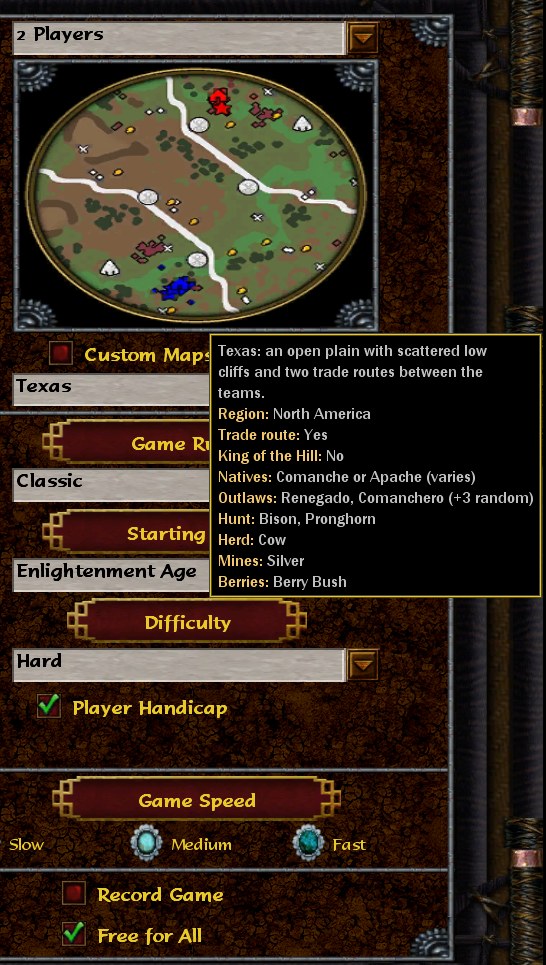 2 Players
Custom Maps
Texas
Texas: an open plain with scattered low
cliffs and two trade routes between the
teams.
Region: North America
Trade route: Yes
King of the Hill: No
Natives: Comanche or Apache (varies)
Outlaws: Renegado, Comanchero (+3 random)
Hunt: Bison, Pronghorn
Herd: Cow
Mines: Silver
Berries: Berry Bush
Game Ru
Classic
Starting
Enlightenment Age
Difficulty
Hard
Player Handicap
Game Speed
Slow
Medium
Fast
Record Game
Free for All